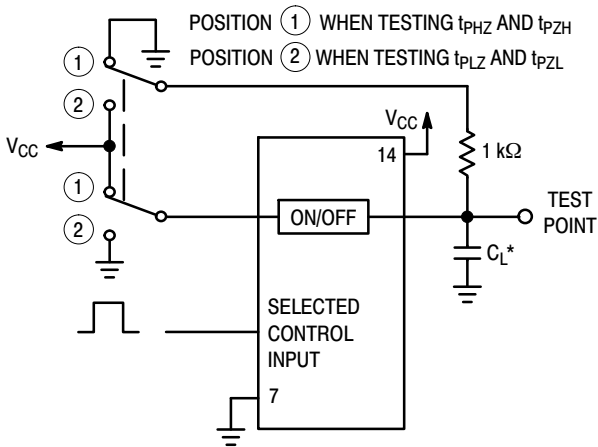 POSITION 1 WHEN TESTING tPHZ AND tPZH
POSITION 2 WHEN TESTING tPLZ AND tPZL
1
2
VCC
1
2
VCC
14
1 kΩ
ON/OFF
TEST
POINT
CL*
SELECTED
CONTROL
INPUT
7